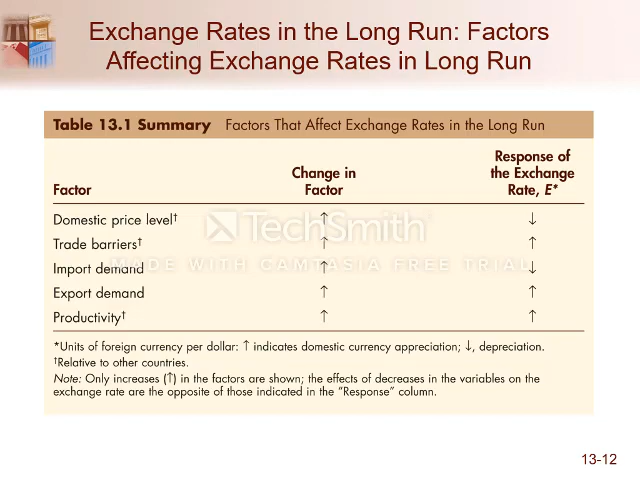 Exchange Rates in the Long Run: Factors
Affecting Exchange Rates in Long Run
Table 13.1 Summary Factors That Affect Exchange Rates in the Long Run
Factor Change in Factor Response of the Exchange Rate, E*
Domestic price level† ↑ ↓
Trade barriers† ↑ ↑
Import demand ↑ ↓
Export demand ↑ ↑
Productivity† ↑ ↑
TechSmith
MADE WITH CAMTASIA FREE TRIAL
*Units of foreign currency per dollar: ↑ indicates domestic currency appreciation; ↓, depreciation.
†Relative to other countries.
Note: Only increases (↑) in the factors are shown; the effects of decreases in the variables on the
exchange rate are the opposite of those indicated in the “Response” column.
13-12